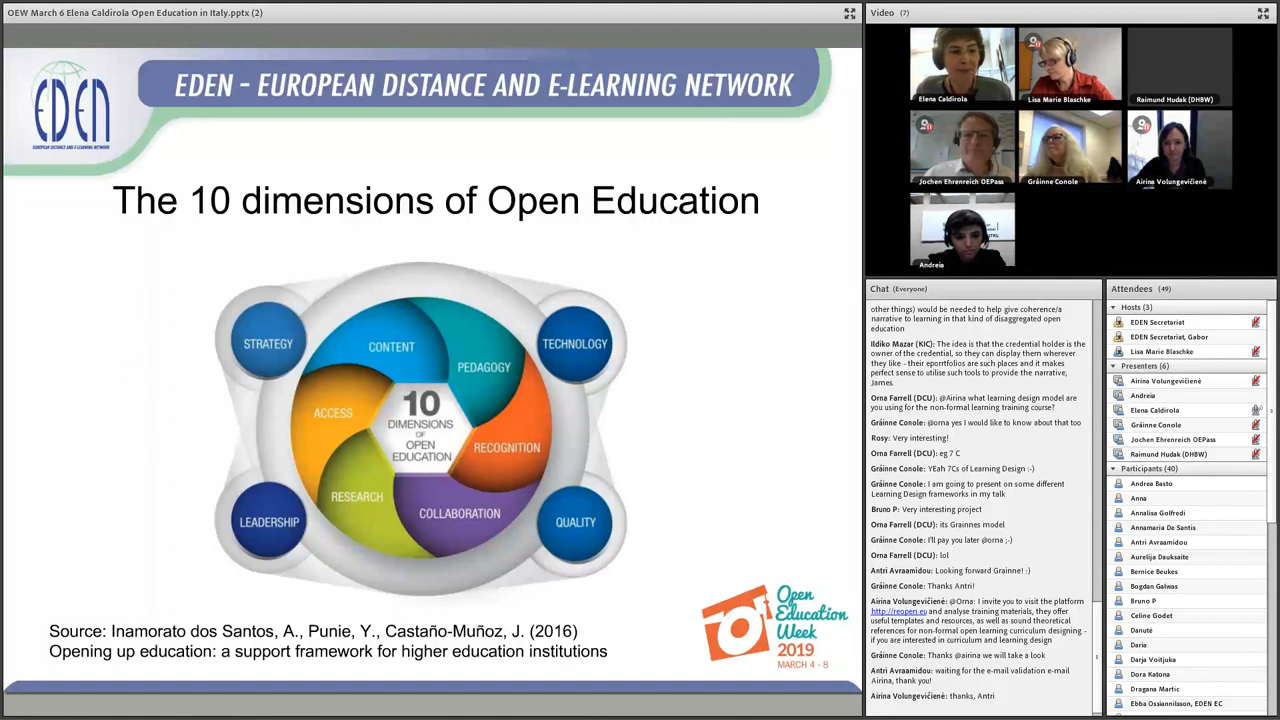 OEW March 6 Elena Caldirola Open Education in Italy.pptx (2)
EDEN
EUROPEAN DISTANCE AND E-LEARNING NETWORK
EDEN - EUROPEAN DISTANCE AND E-LEARNING NETWORK
The 10 dimensions of Open Education
STRATEGY
TECHNOLOGY
CONTENT
PEDAGOGY
ACCESS
10
DIMENSIONS
OF
OPEN
EDUCATION
RECOGNITION
RESEARCH
COLLABORATION
LEADERSHIP
QUALITY
Source: Inamorato dos Santos, A., Punie, Y., Castaño-Muñoz, J. (2016)
Opening up education: a support framework for higher education institutions
Open
Education
Week
2019
MARCH 4 - 8
Video (7)
Elena Caldirola
Lisa Marie Blaschke
Raimund Hudak (DHBW)
Jochen Ehrenreich OEPass
Gráinne Conole
Airina Volungevičienė
Andreia
Chat (Everyone)
other things) would be needed to help give coherence/a
narrative to learning in that kind of disaggregated open
education
Ildiko Mazar (KIC): The idea is that the credential holder is the
owner of the credential, so they can display them wherever
they like - their eporrtfolios are such places and it makes
perfect sense to utilise such tools to provide the narrative,
James.
Orna Farrell (DCU): @Airina what learning design model are
you using for the non-formal learning training course?
Gráinne Conole: @orna yes I would like to know about that too
Rosy: Very interesting!
Orna Farrell (DCU): eg 7 C
Gráinne Conole: YEah 7Cs of Learning Design :-)
Gráinne Conole: I am going to present on some different
Learning Design frameworks in my talk
Bruno P: Very interesting project
Orna Farrell (DCU): its Grainnes model
Gráinne Conole: I'll pay you later @orna ;-)
Orna Farrell (DCU): lol
Antri Avraamidou: Looking forward Grainne! :)
Gráinne Conole: Thanks Antri!
Airina Volungevičienė: @Orna: I invite you to visit the platform
http://reopen.eu and analyse training materials, they offer
useful templates and resources, as well as sound theoretical
references for non-formal open learning curriculum designing -
if you are interested in curriculum and learning design
Gráinne Conole: Thanks @airina we will take a look
Antri Avraamidou: waiting for the e-mail validation e-mail
Airina, thank you!
Airina Volungevičienė: thanks, Antri
Attendees (49)
Hosts (3)
EDEN Secretariat
EDEN Secretariat, Gabor
Lisa Marie Blaschke
Presenters (6)
Airina Volungevičienė
Andreia
Elena Caldirola
Gráinne Conole
Jochen Ehrenreich OEPass
Raimund Hudak (DHBW)
Participants (40)
Andrea Basto
Anna
Annalisa Golfredi
Annamaria De Santis
Antri Avraamidou
Aurelija Dauksaite
Bernice Beukes
Bogdan Galwas
Bruno P
Celine Godet
Danutė
Daria
Darja Voitjuka
Dora Katona
Dragana Martic
Ebba Ossiannilsson, EDEN EC